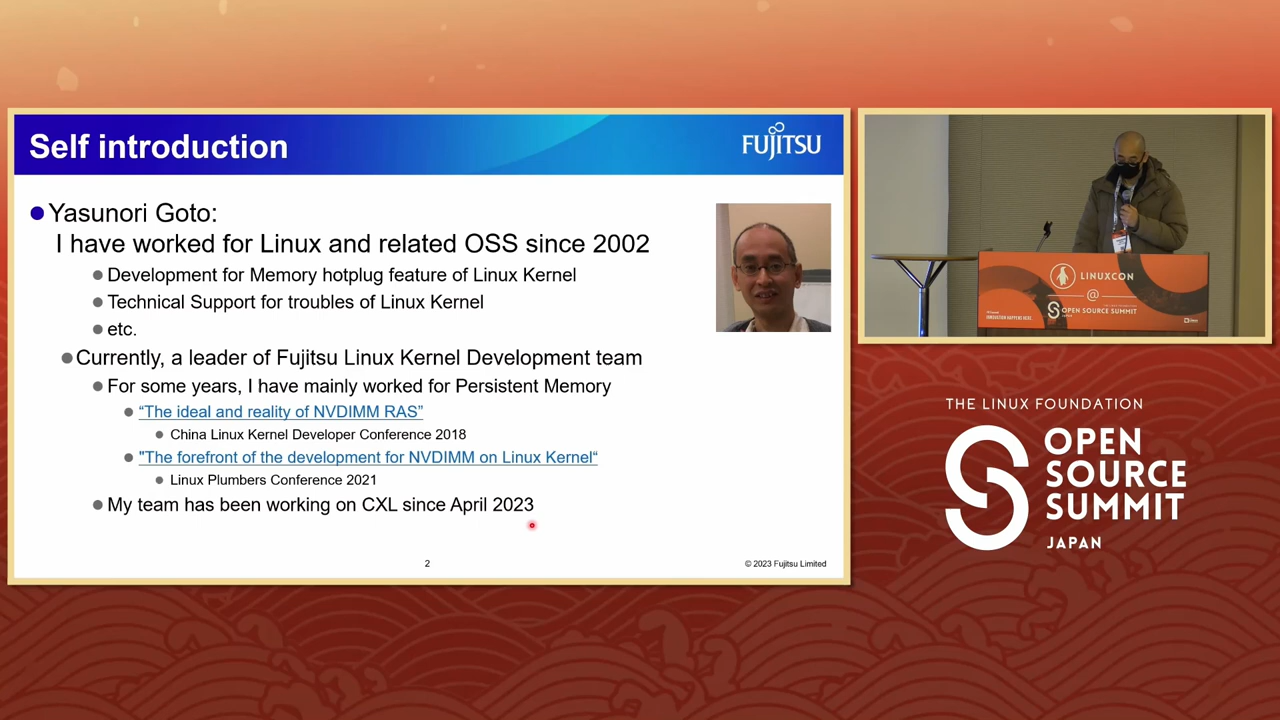 Self introduction
FUJITSU
Yasunori Goto:
I have worked for Linux and related OSS since 2002
Development for Memory hotplug feature of Linux Kernel
Technical Support for troubles of Linux Kernel
etc.
Currently, a leader of Fujitsu Linux Kernel Development team
For some years, I have mainly worked for Persistent Memory
“The ideal and reality of NVDIMM RAS”
China Linux Kernel Developer Conference 2018
"The forefront of the development for NVDIMM on Linux Kernel“
Linux Plumbers Conference 2021
My team has been working on CXL since April 2023
2
© 2023 Fujitsu Limited
LINUXCON
@
OPEN SOURCE SUMMIT
JAPAN
INNOVATION HAPPENS HERE
THE LINUX FOUNDATION
OPEN
SOURCE
SUMMIT
JAPAN